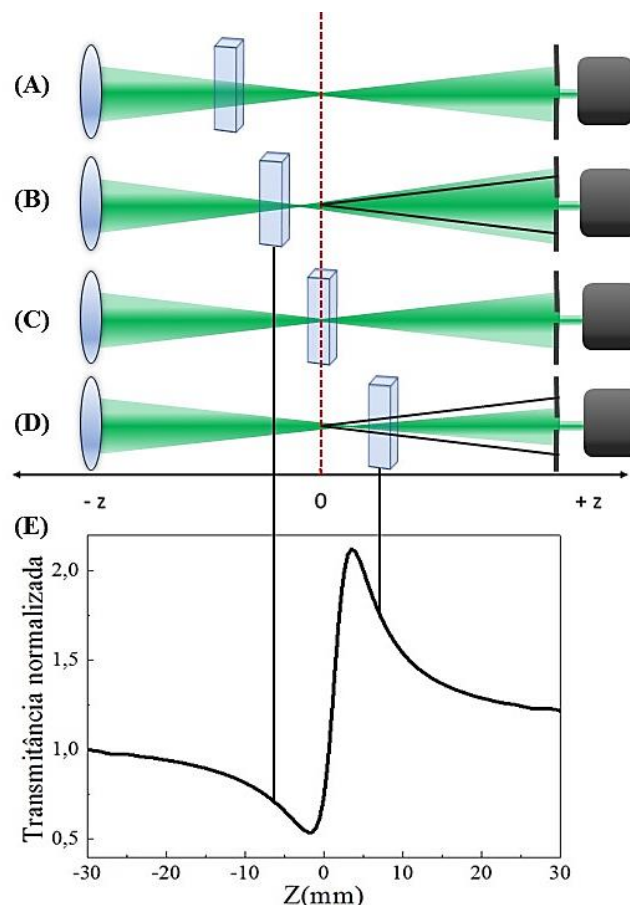 (A)
(B)
(C)
(D)
- z 0 + z
(E)
Transmitância normalizada
2,0
1,5
1,0
0,5
-30 -20 -10 0 10 20 30
Z(mm)